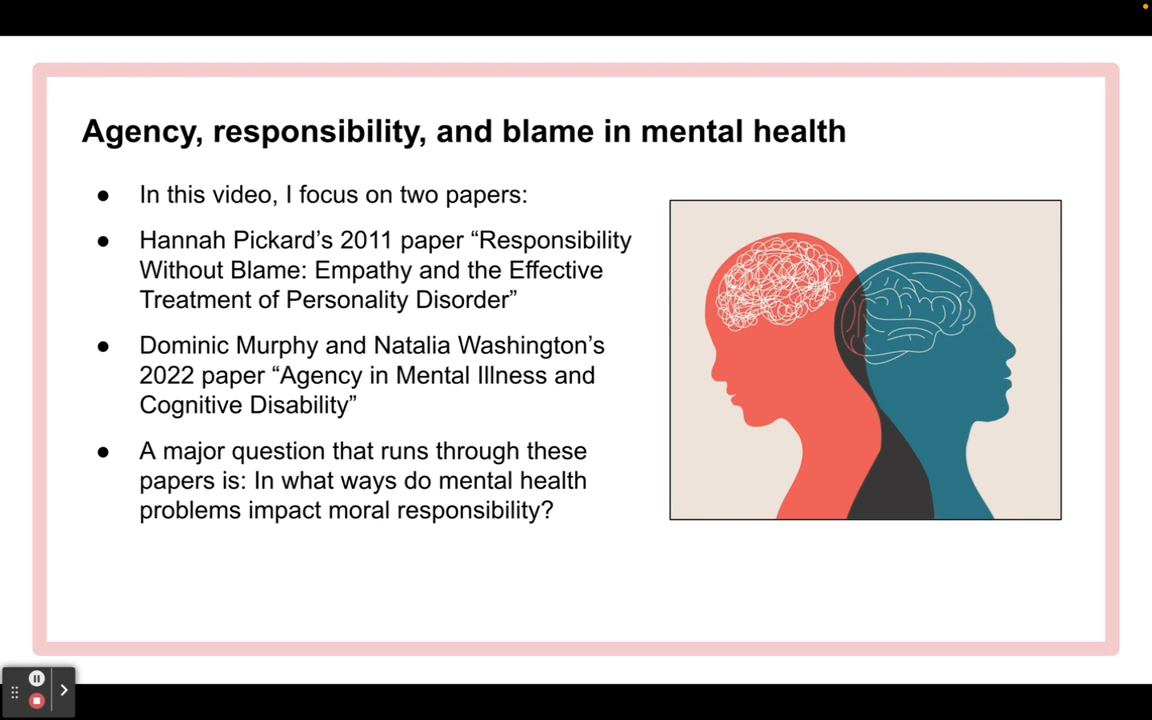 Agency, responsibility, and blame in mental health
● In this video, I focus on two papers:
● Hannah Pickard’s 2011 paper “Responsibility
Without Blame: Empathy and the Effective
Treatment of Personality Disorder”
● Dominic Murphy and Natalia Washington’s
2022 paper “Agency in Mental Illness and
Cognitive Disability”
● A major question that runs through these
papers is: In what ways do mental health
problems impact moral responsibility?